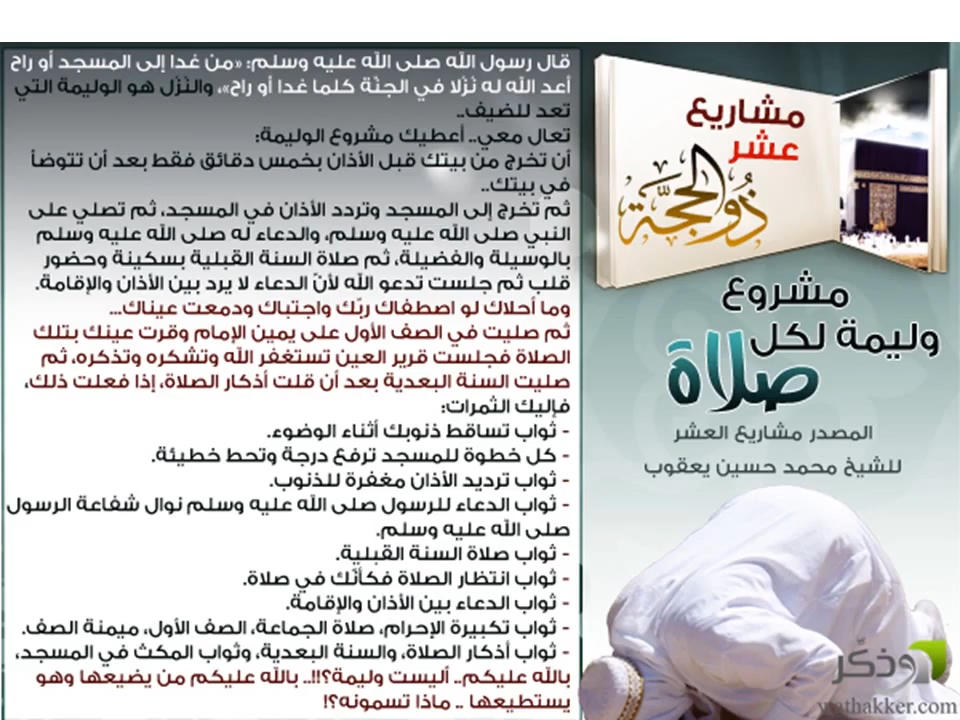 مشاريع
عشر
ذو الحجة
مشروع
وليمة لكل
صلاة
المصدر مشاريع العشر
للشيخ محمد حسين يعقوب
قال رسول الله صلى الله عليه وسلم: «من غدا إلى المسجد أو راح
أعد الله له نُزُلا في الجنّة كلما غدا أو راح»، والنُزُل هو الوليمة التي
تعد للضيف..
تعال معي.. أعطيك مشروع الوليمة:
أن تخرج من بيتك قبل الأذان بخمس دقائق فقط بعد أن تتوضأ
في بيتك..
ثم تخرج إلى المسجد وتردد الأذان في المسجد، ثم تصلي على
النبي صلى الله عليه وسلم، والدعاء له صلى الله عليه وسلم
بالوسيلة والفضيلة، ثم صلاة السنة القبلية بسكينة وحضور
قلب ثم جلست تدعو الله لأنّ الدعاء لا يرد بين الأذان والإقامة.
وما أحلاك لو اصطفاك ربّك واجتباك ودمعت عيناك...
ثم صليت في الصف الأول على يمين الإمام وقرت عينك بتلك
الصلاة فجلست قرير العين تستغفر الله وتشكره وتذكره، ثم
صليت السنة البعدية بعد أن قلت أذكار الصلاة، إذا فعلت ذلك،
فإليك الثمرات:
- ثواب تساقط ذنوبك أثناء الوضوء.
- كل خطوة للمسجد ترفع درجة وتحط خطيئة.
- ثواب ترديد الأذان مغفرة للذنوب.
- ثواب الدعاء للرسول صلى الله عليه وسلم نوال شفاعة الرسول
صلى الله عليه وسلم.
- ثواب صلاة السنة القبلية.
- ثواب انتظار الصلاة فكأنّك في صلاة.
- ثواب الدعاء بين الأذان والإقامة.
- ثواب تكبيرة الإحرام، صلاة الجماعة، الصف الأول، ميمنة الصف.
- ثواب أذكار الصلاة، والسنة البعدية، وثواب المكث في المسجد،
بالله عليكم.. أليست وليمة؟!!.. بالله عليكم من يضيعها وهو
يستطيعها .. ماذا تسمونه؟!
وذكّر
wathakker.com